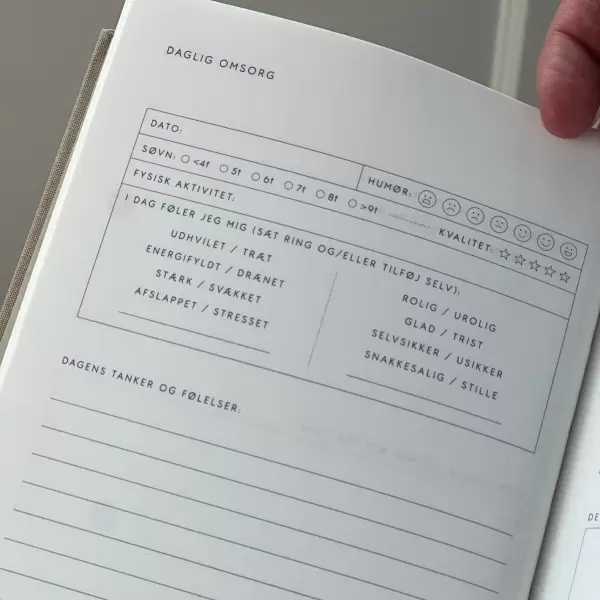 DAGLIG OMSORG
DATO:
HUMØR:
SØVN: <4t 5t 6t 7t 8t >9t
KVALITET:
FYSISK AKTIVITET:
I DAG FØLER JEG MIG (SÆT RING OG/ELLER TILFØJ SELV):
UDHVILET / TRÆT
ENERGIFYLDT / DRÆNET
STÆRK / SVÆKKET
AFSLAPPET / STRESSET
ROLIG / UROLIG
GLAD / TRIST
SELVSIKKER / USIKKER
SNAKKESALIG / STILLE
DAGENS TANKER OG FØLELSER:
DE